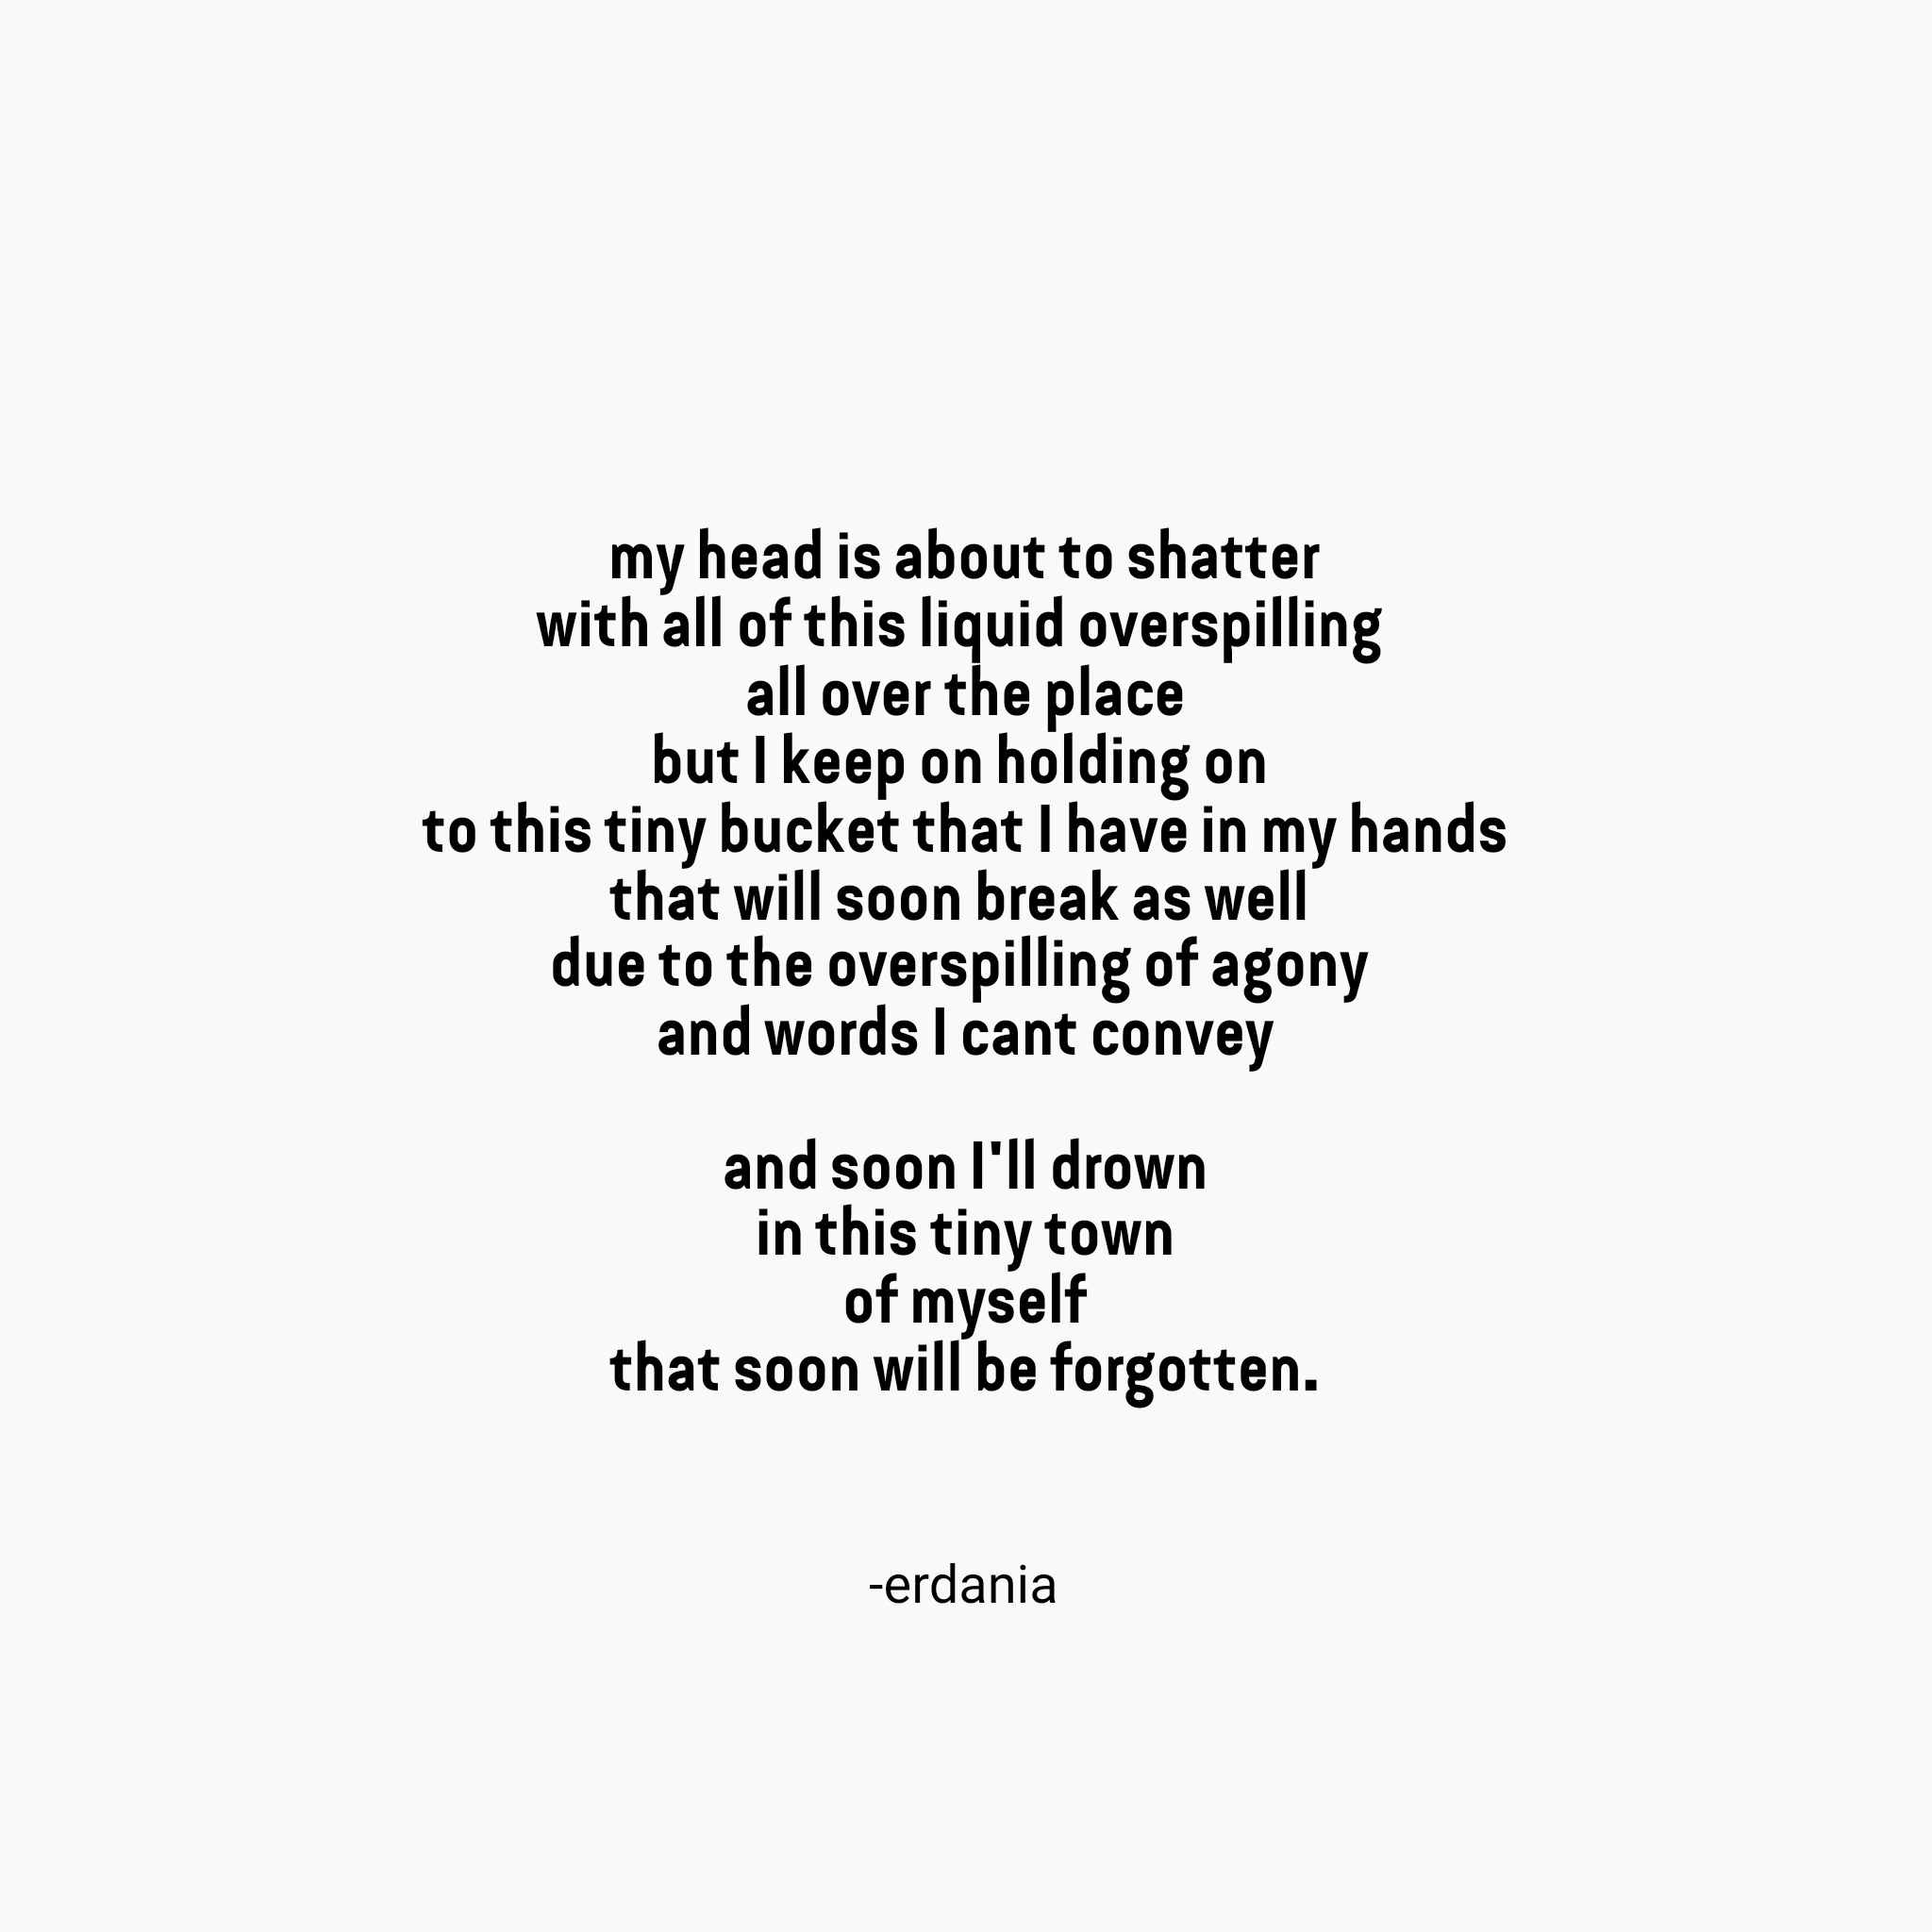 my head is about to shatter
with all of this liquid overspilling
all over the place
but I keep on holding on
to this tiny bucket that I have in my hands
that will soon break as well
due to the overspilling of agony
and words I cant convey
and soon I'll drown
in this tiny town
of myself
that soon will be forgotten.
-erdania